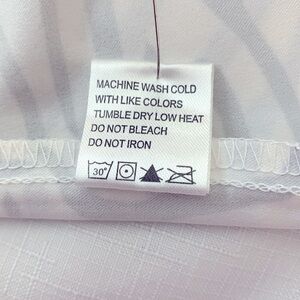 MACHINE WASH COLD
WITH LIKE COLORS
TUMBLE DRY LOW HEAT
DO NOT BLEACH
DO NOT IRON
30°